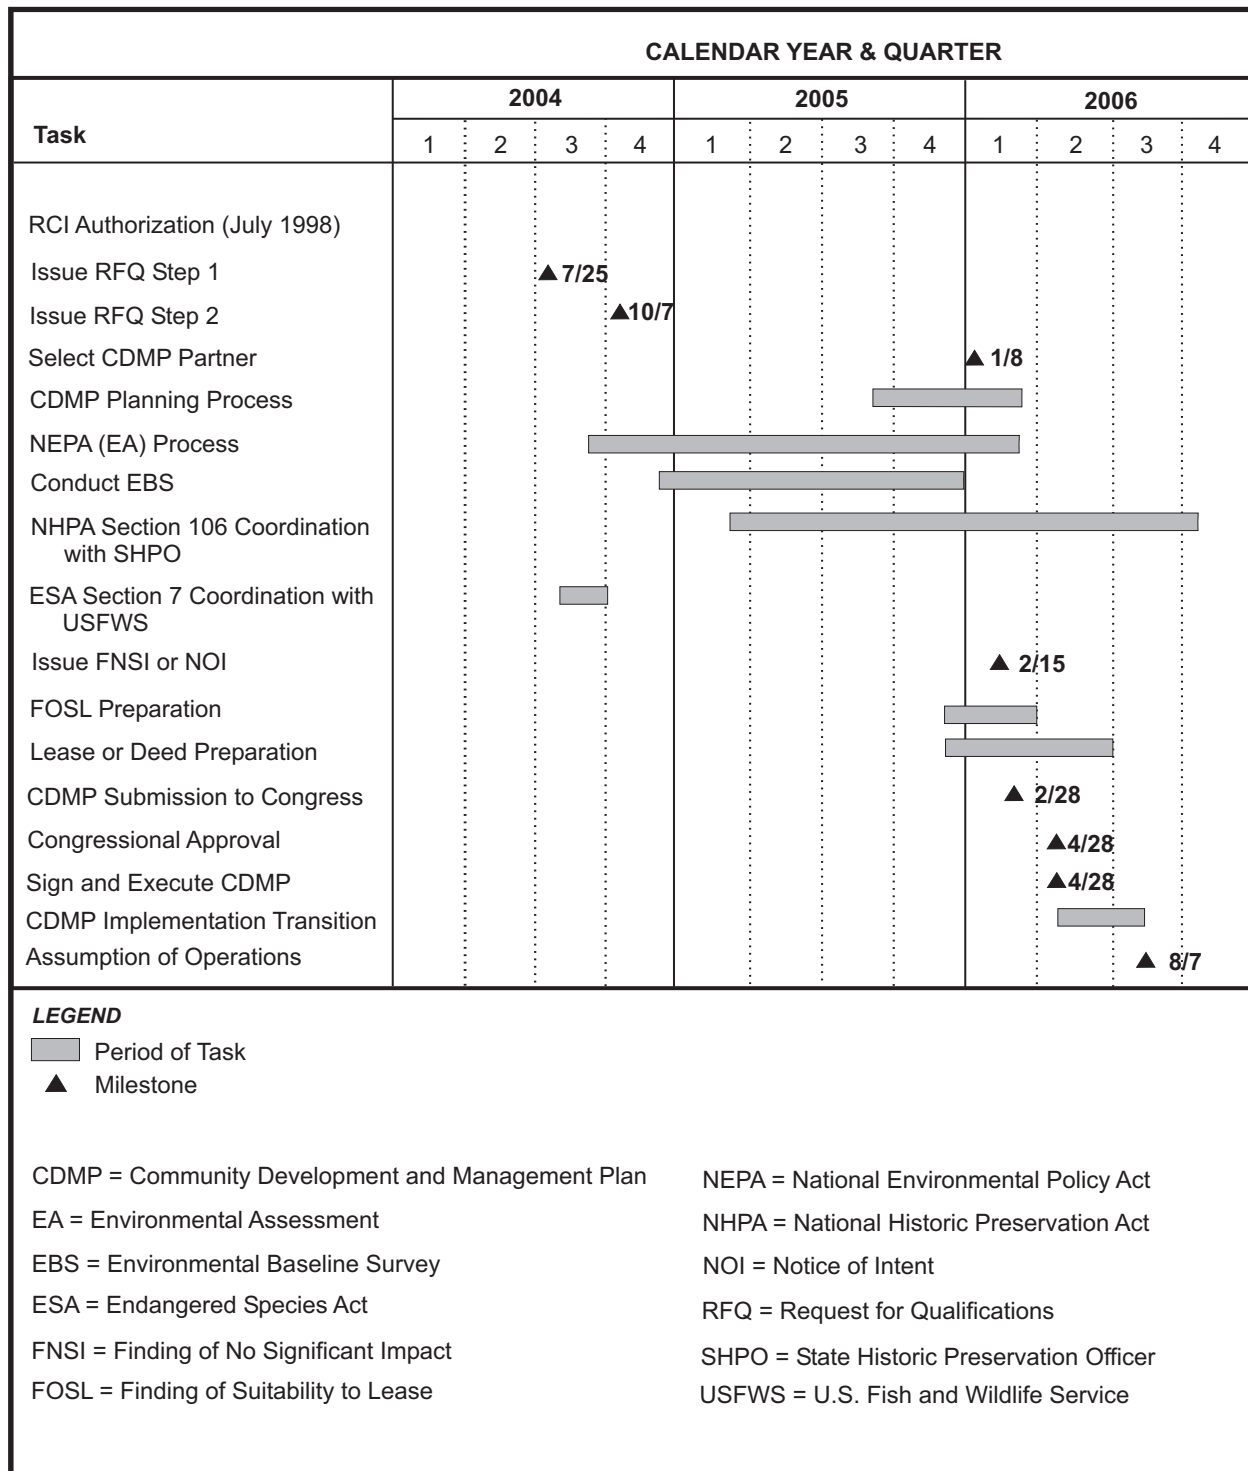 CALENDAR YEAR & QUARTER
2004 2005 2006
Task
1 2 3 4 1 2 3 4 1 2 3 4
RCI Authorization (July 1998)
Issue RFQ Step 1 7/25
Issue RFQ Step 2 10/7
Select CDMP Partner 1/8
CDMP Planning Process
NEPA (EA) Process
Conduct EBS
NHPA Section 106 Coordination
with SHPO
ESA Section 7 Coordination with
USFWS
Issue FNSI or NOI 2/15
FOSL Preparation
Lease or Deed Preparation
CDMP Submission to Congress 2/28
Congressional Approval 4/28
Sign and Execute CDMP 4/28
CDMP Implementation Transition
Assumption of Operations 8/7
LEGEND
Period of Task
Milestone
CDMP = Community Development and Management Plan
EA = Environmental Assessment
EBS = Environmental Baseline Survey
ESA = Endangered Species Act
FNSI = Finding of No Significant Impact
FOSL = Finding of Suitability to Lease
NEPA = National Environmental Policy Act
NHPA = National Historic Preservation Act
NOI = Notice of Intent
RFQ = Request for Qualifications
SHPO = State Historic Preservation Officer
USFWS = U.S. Fish and Wildlife Service